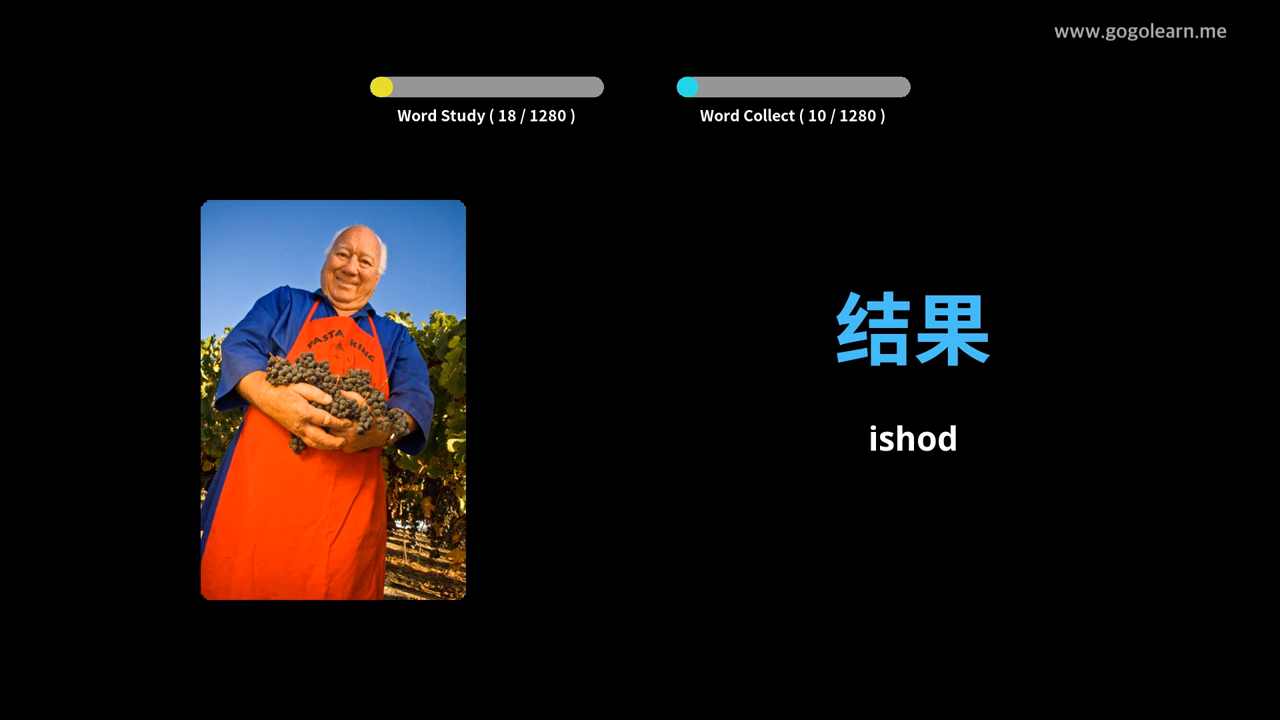 www.gogolearn.me
Word Study ( 18 / 1280 )
Word Collect ( 10 / 1280 )
PASTA KING
结果
ishod